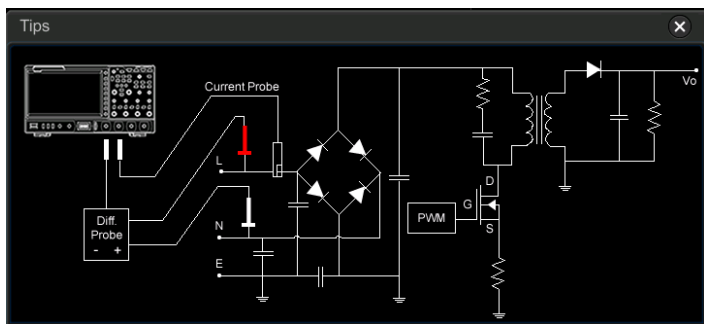 Tips
Current Probe
Vo
L
D
Diff.
Probe
- +
N
PWM
G
S
E